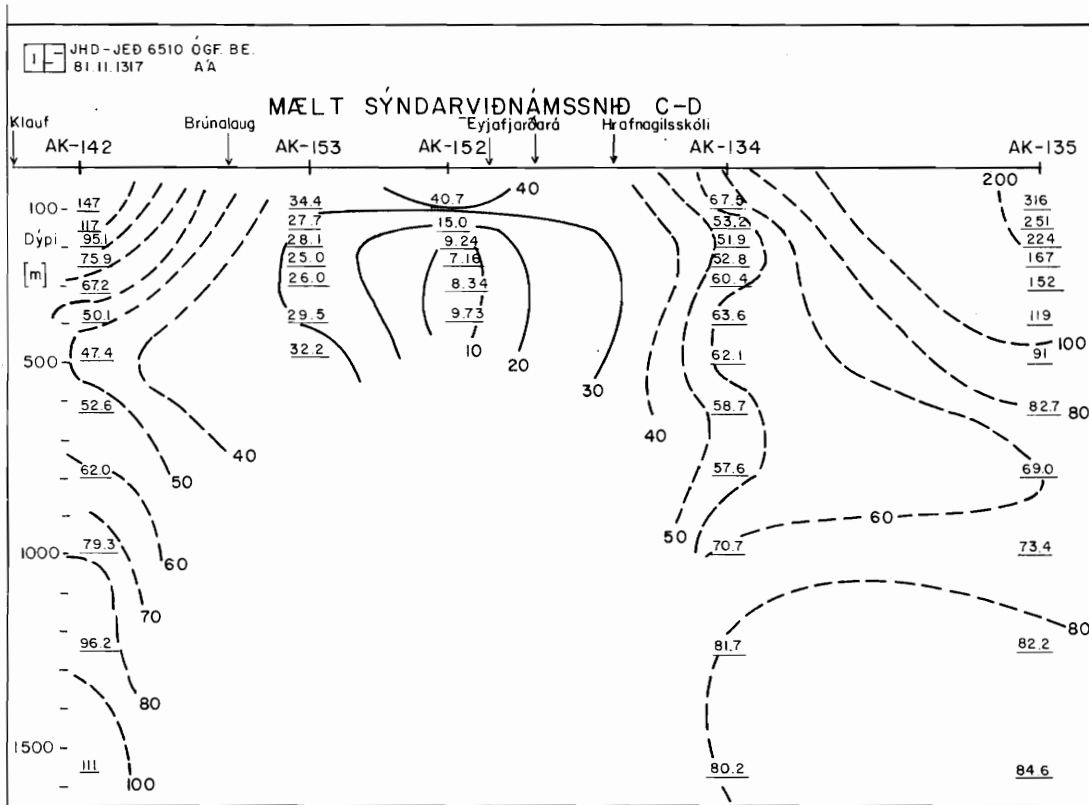 JHD-JEÐ 6510 ÓGF. BE.
81.11.1317 AÁ
MÆLT SÝNDARVIÐNÁMSSNIÐ C-D
Klauf Brúnalaug Eyjafjarðará Hrafnagilsskóli
AK-142 AK-153 AK-152 AK-134 AK-135
40 200
100 147 34.4 40.7 67.5 316
117 27.7 15.0 53.2 251
Dýpi 95.1 28.1 9.24 51.9 224
[m] 75.9 25.0 7.16 52.8 167
67.2 26.0 8.34 60.4 152
50.1 29.5 9.73 63.6 119
10 100
500 47.4 32.2 20 62.1 91
30
52.6 58.7 82.7 80
40 40
62.0 50 57.6 69.0
50 60
1000 79.3 60 70.7 73.4
70
80
96.2 81.7 82.2
80
1500
111 100 80.2 84.6